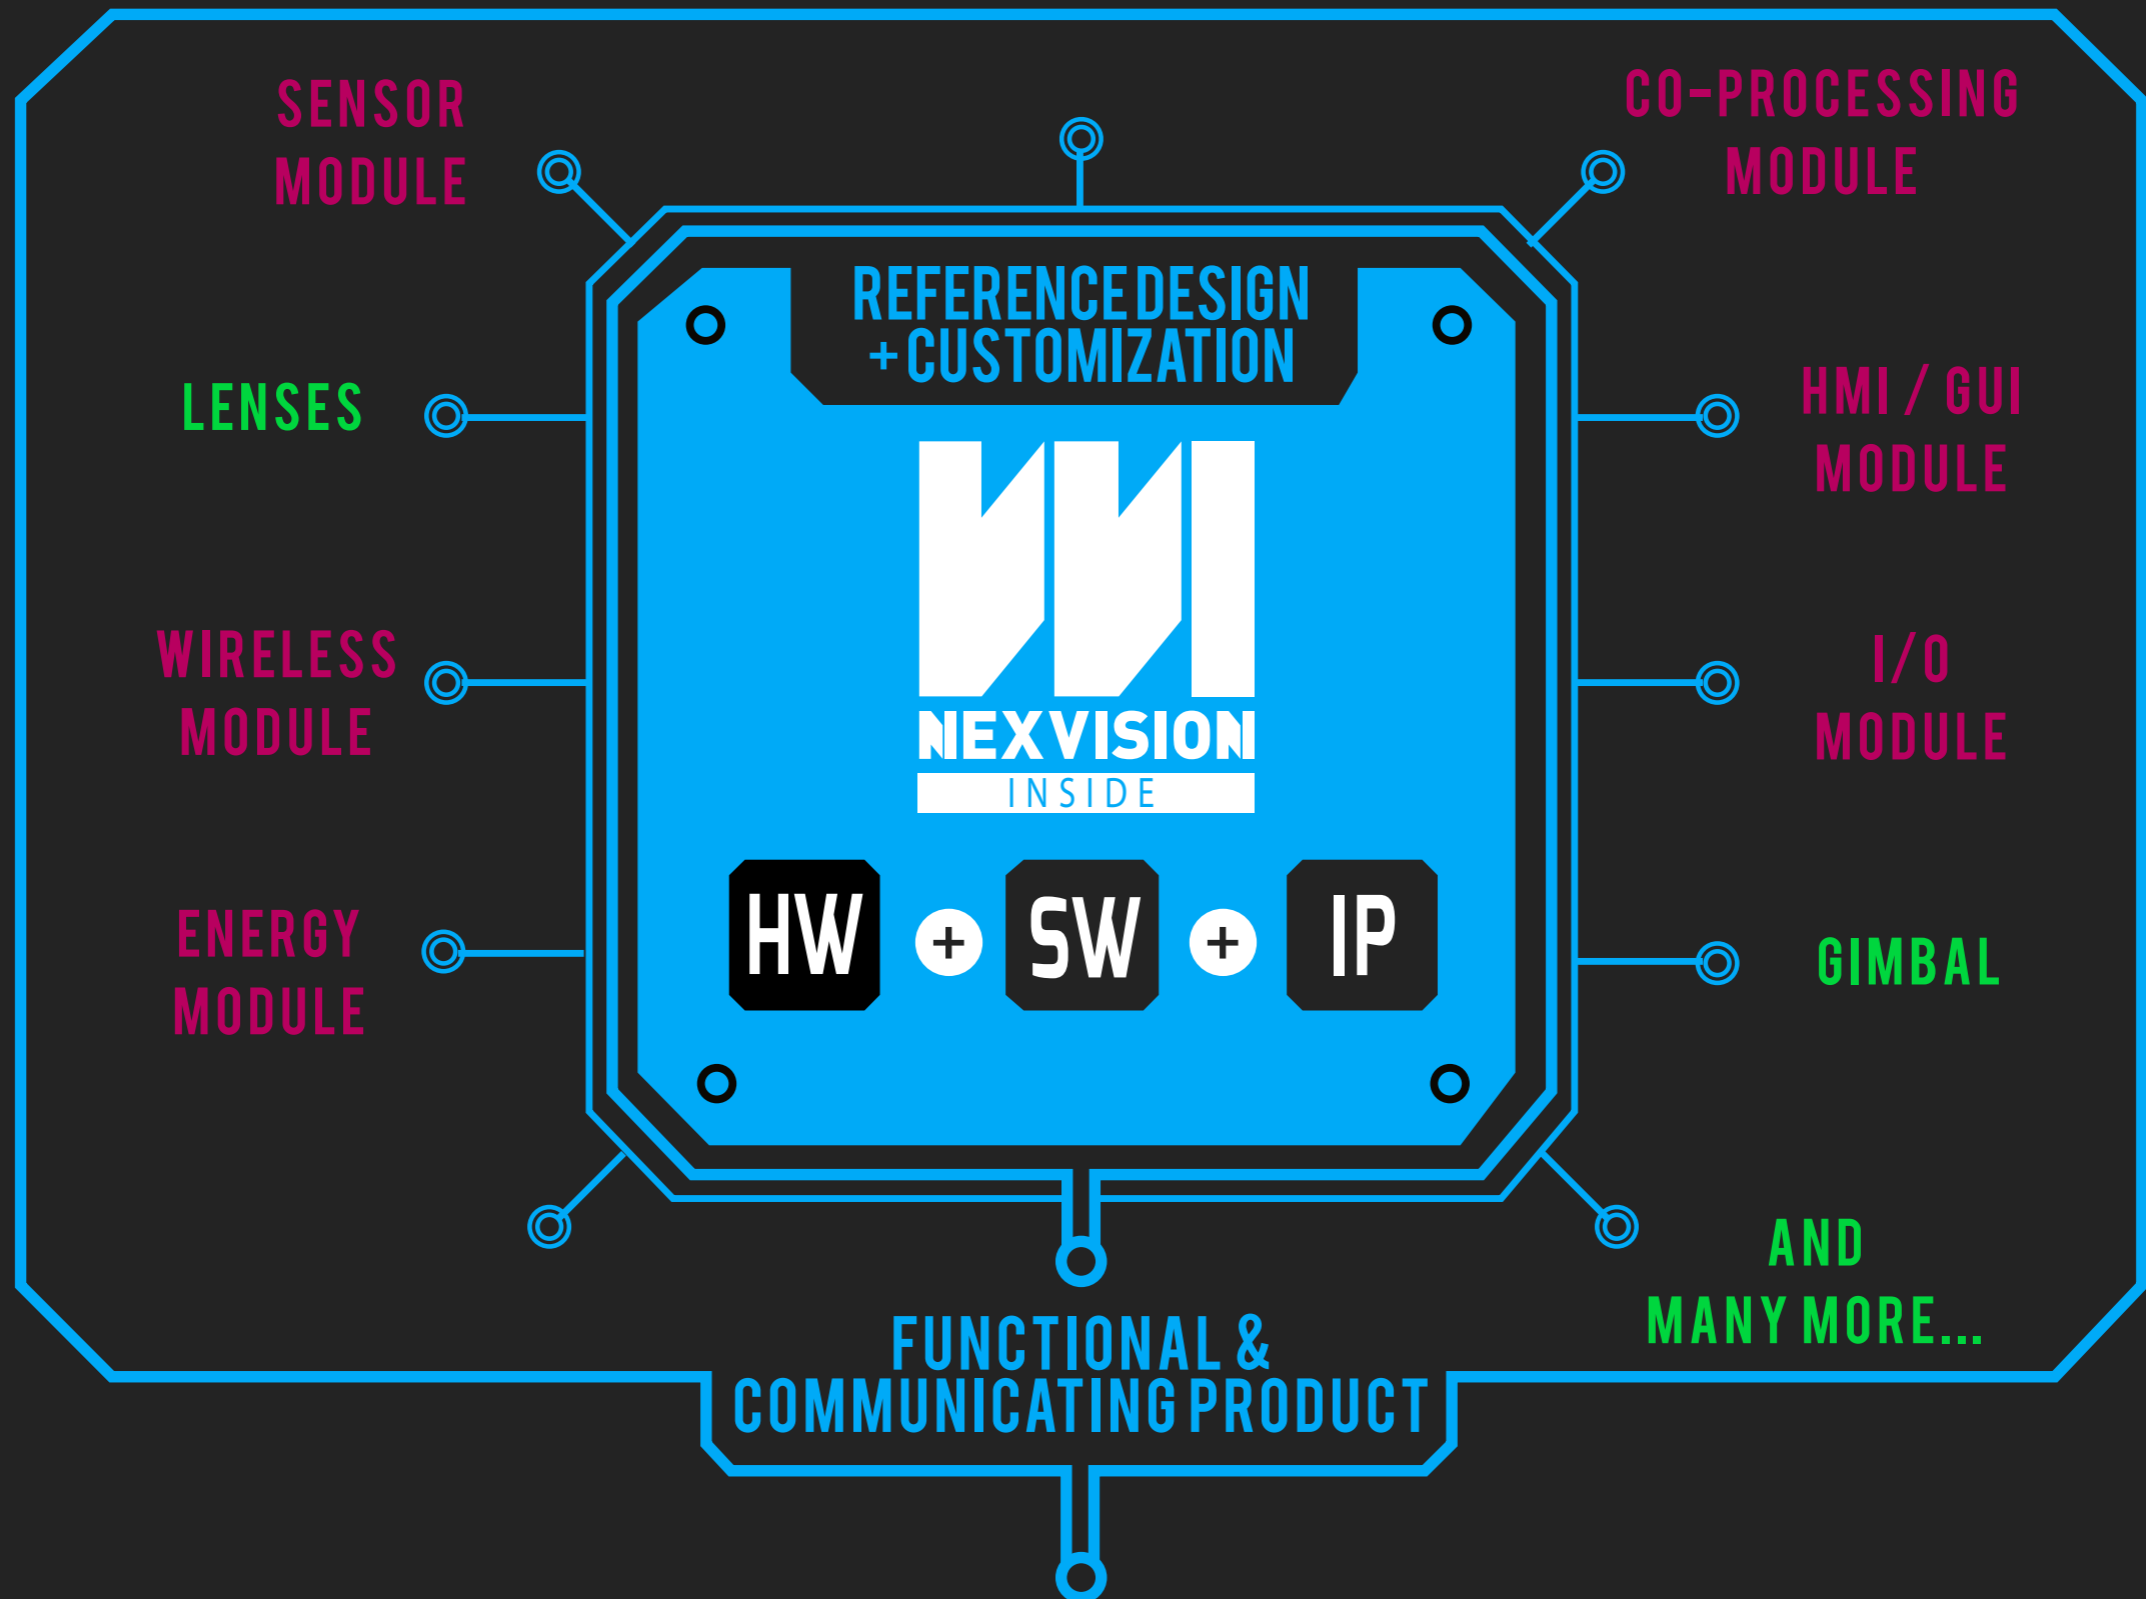 SENSOR
MODULE
CO-PROCESSING
MODULE
REFERENCE DESIGN
+ CUSTOMIZATION
LENSES
HMI / GUI
MODULE
WIRELESS
MODULE
I/O
MODULE
NEXVISION
INSIDE
HW + SW + IP
ENERGY
MODULE
GIMBAL
AND
MANY MORE...
FUNCTIONAL &
COMMUNICATING PRODUCT